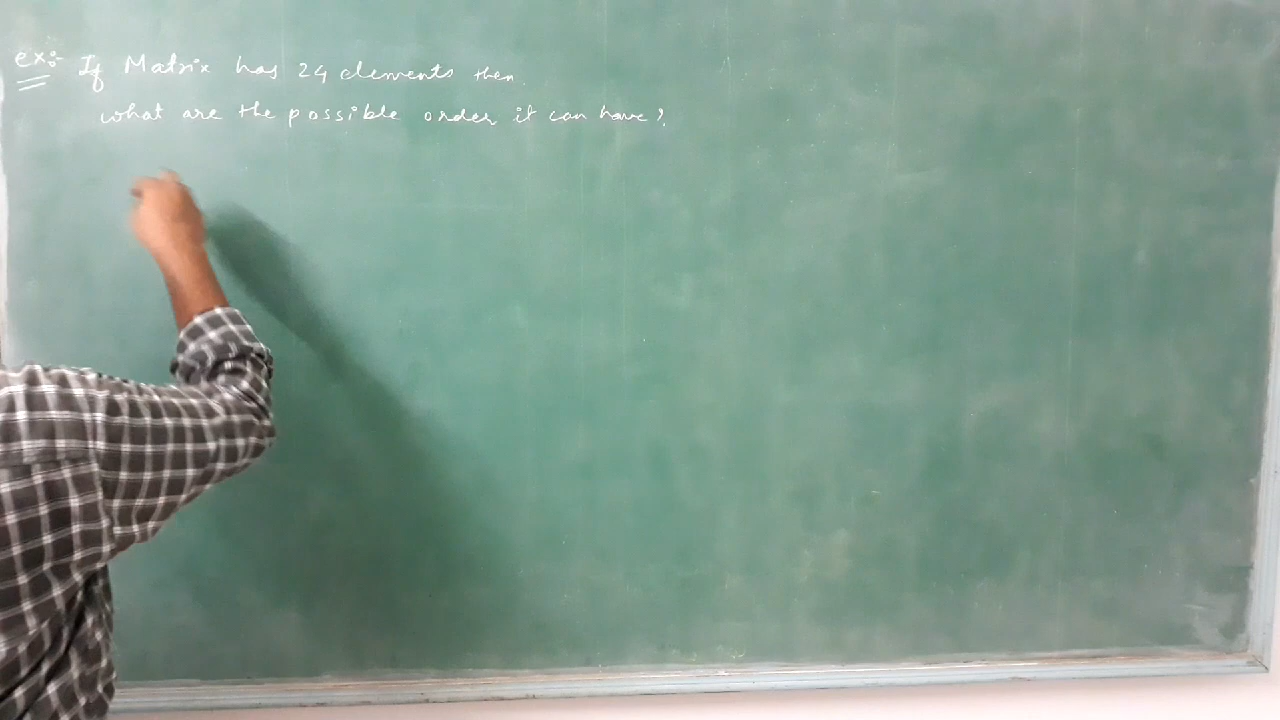 ex:- If Matrix has 24 elements then
what are the possible order it can have?